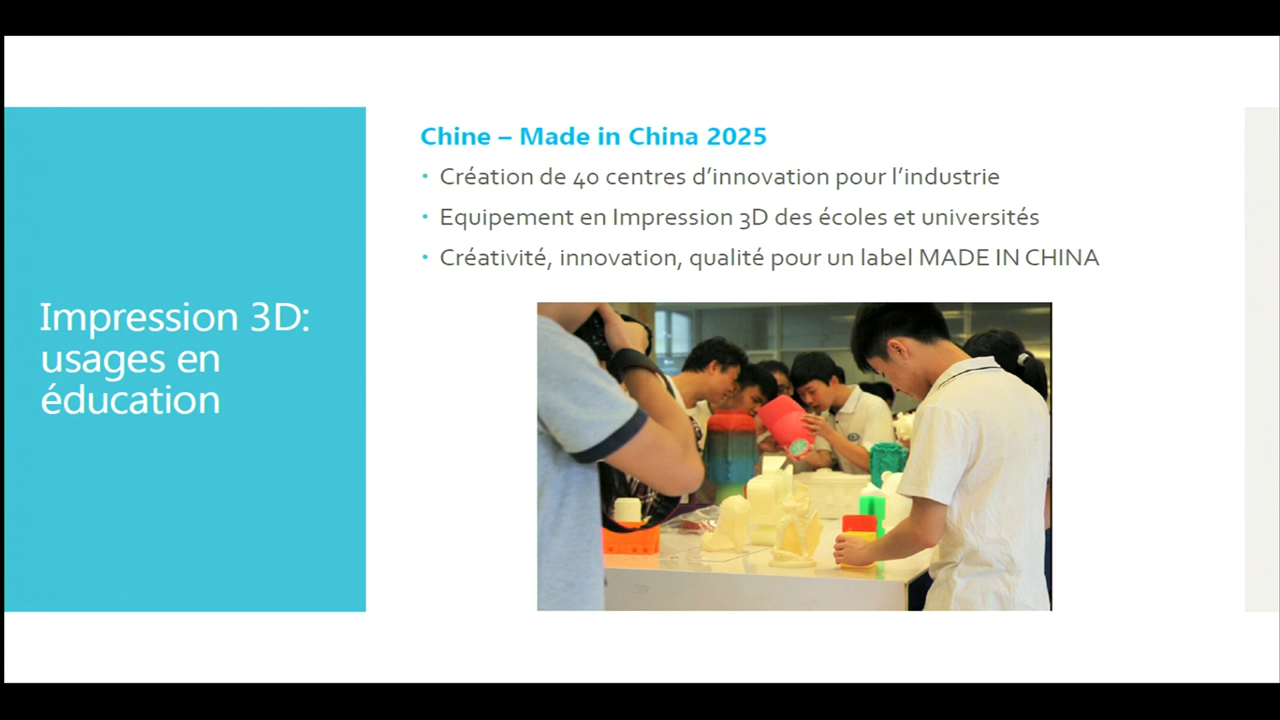 Chine – Made in China 2025
• Création de 40 centres d’innovation pour l’industrie
• Equipement en Impression 3D des écoles et universités
• Créativité, innovation, qualité pour un label MADE IN CHINA
Impression 3D:
usages en
éducation